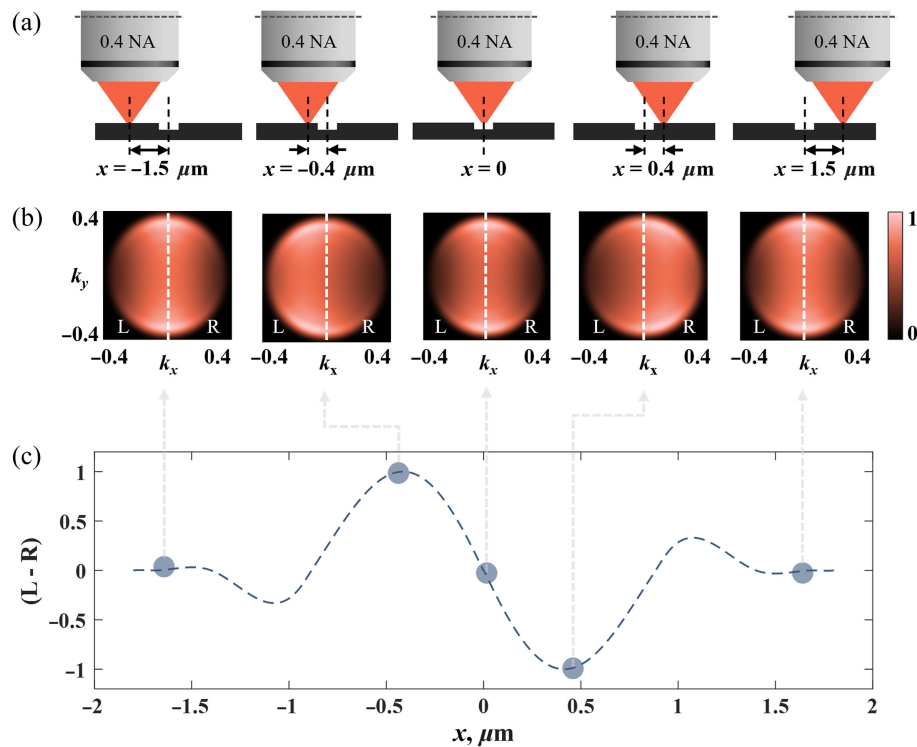 (a)
0.4 NA 0.4 NA 0.4 NA 0.4 NA 0.4 NA
x = −1.5 μm x = −0.4 μm x = 0 x = 0.4 μm x = 1.5 μm
(b)
0.4 1
k_y
L R L R L R L R L R
−0.4 0
−0.4 0.4 −0.4 0.4 −0.4 0.4 −0.4 0.4 −0.4 0.4
k_x k_x k_x k_x k_x
(c)
1
0.5
0
−0.5
−1
(L - R)
−2 −1.5 −1 −0.5 0 0.5 1 1.5 2
x, μm